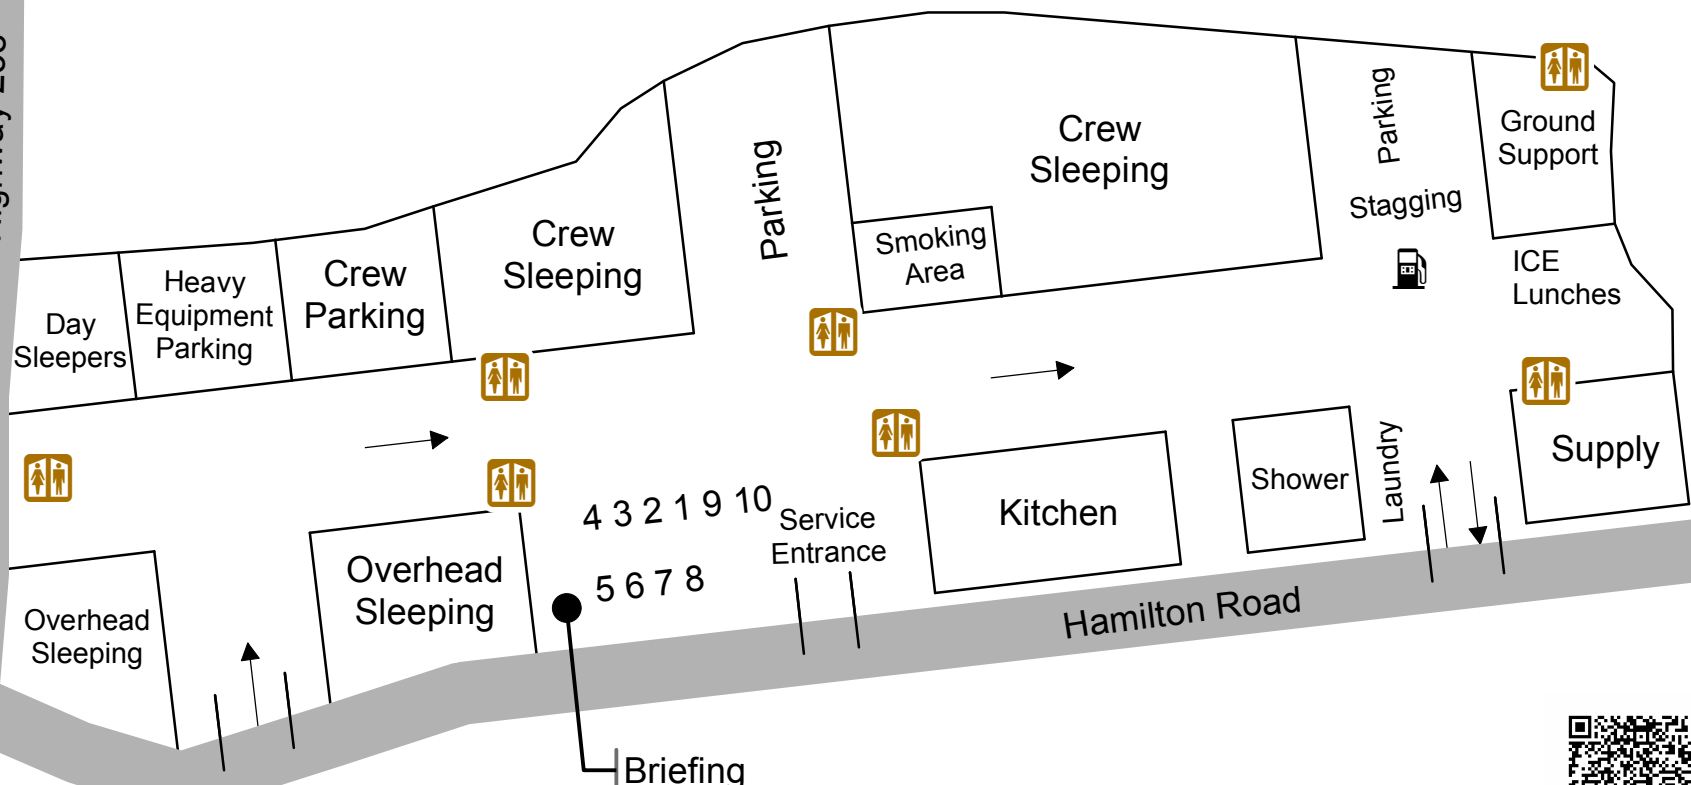 Parking
Crew
Sleeping
Parking
Stagging
Ground
Support
Crew
Sleeping
Smoking
Area
ICE
Lunches
Heavy
Equipment
Parking
Crew
Parking
Day
Sleepers
4 3 2 1 9 10
5 6 7 8
Service
Entrance
Kitchen
Shower
Laundry
Supply
Overhead
Sleeping
Overhead
Sleeping
Hamilton Road
Briefing